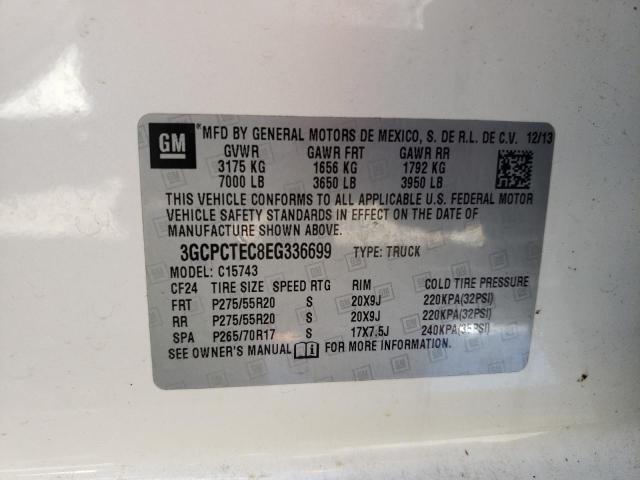 GM ® MFD BY GENERAL MOTORS DE MEXICO, S. DE R.L. DE C.V. 12/13
GVWR GAWR FRT GAWR RR
3175 KG 1656 KG 1792 KG
7000 LB 3650 LB 3950 LB
THIS VEHICLE CONFORMS TO ALL APPLICABLE U.S. FEDERAL MOTOR
VEHICLE SAFETY STANDARDS IN EFFECT ON THE DATE OF
MANUFACTURE SHOWN ABOVE.
3GCPCTEC8EG336699 TYPE: TRUCK
MODEL: C15743
CF24 TIRE SIZE SPEED RTG RIM COLD TIRE PRESSURE
FRT P275/55R20 S 20X9J 220KPA(32PSI)
RR P275/55R20 S 20X9J 220KPA(32PSI)
SPA P265/70R17 S 17X7.5J 240KPA(35PSI)
SEE OWNER'S MANUAL FOR MORE INFORMATION.